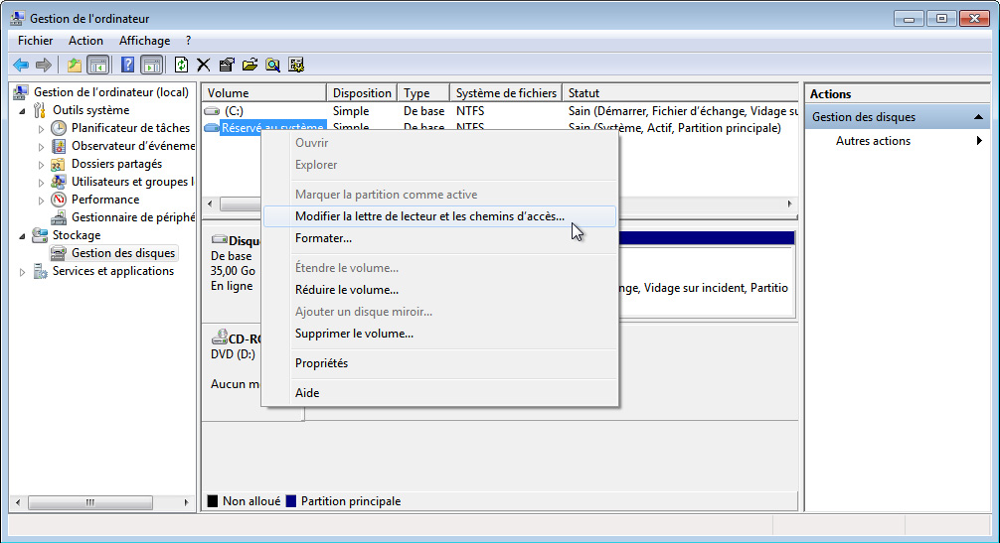 Gestion de l'ordinateur
Fichier Action Affichage ?
Gestion de l'ordinateur (local)
Outils système
Planificateur de tâches
Observateur d'événeme
Dossiers partagés
Utilisateurs et groupes l
Performance
Gestionnaire de périphé
Stockage
Gestion des disques
Services et applications
Volume Disposition Type Système de fichiers Statut
(C:) Simple De base NTFS Sain (Démarrer, Fichier d'échange, Vidage su
Réservé au système Simple De base NTFS Sain (Système, Actif, Partition principale)
Ouvrir
Explorer
Marquer la partition comme active
Modifier la lettre de lecteur et les chemins d'accès...
Formater...
Étendre le volume...
Réduire le volume...
Ajouter un disque miroir...
Supprimer le volume...
Propriétés
Aide
Disqu
De base
35,00 Go
En ligne
nge, Vidage sur incident, Partitio
CD-RO
DVD (D:)
Aucun m
Non alloué Partition principale
Actions
Gestion des disques
Autres actions